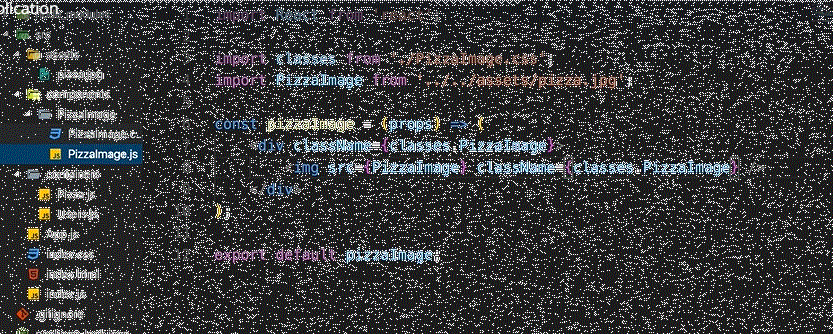 plication
src
assets
pizza.jpg
components
PizzaImage
PizzaImage.c...
PizzaImage.js
containers
Pizza.js
Users.js
App.js
index.css
index.html
index.js
.gitignore
import React from 'react';
import classes from './PizzaImage.css';
import PizzaImage from '../../assets/pizza.jpg';
const pizzaImage = (props) => (
<div className={classes.PizzaImage}>
<img src={PizzaImage} className={classes.PizzaImage} />
</div>
);
export default pizzaImage;